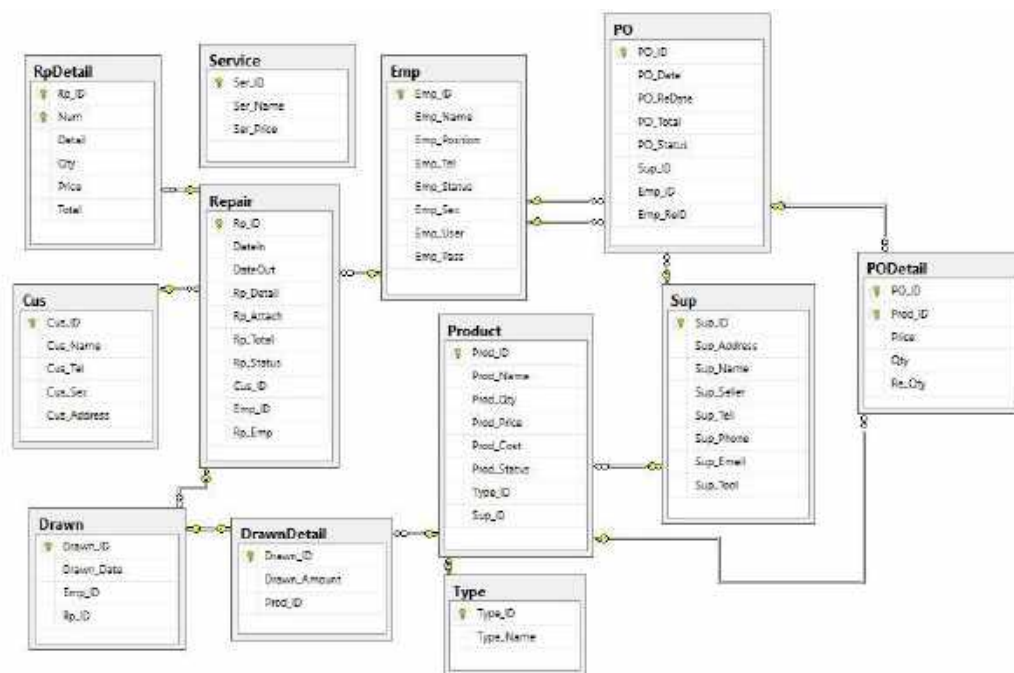 RpDetail
Rp_ID
Num
Detail
Qty
Price
Total
Service
Ser_ID
Ser_Name
Ser_Price
Emp
Emp_ID
Emp_Name
Emp_Position
Emp_Tel
Emp_Status
Emp_Sex
Emp_User
Emp_Pass
PO
PO_ID
PO_Date
PO_ReDate
PO_Total
PO_Status
Sup_ID
Emp_ID
Emp_ReID
Repair
Rp_ID
DateIn
DateOut
Rp_Detail
Rp_Attach
Rp_Total
Rp_Status
Cus_ID
Emp_ID
Rp_Emp
Cus
Cus_ID
Cus_Name
Cus_Tel
Cus_Sex
Cus_Address
Product
Prod_ID
Prod_Name
Prod_Qty
Prod_Price
Prod_Cost
Prod_Status
Type_ID
Sup_ID
Sup
Sup_ID
Sup_Address
Sup_Name
Sup_Seller
Sup_Tell
Sup_Phone
Sup_Email
PODetail
PO_ID
Prod_ID
Price
Qty
Re_Qty
Drawn
Drawn_ID
Drawn_Date
Emp_ID
Rp_ID
DrawnDetail
Drawn_ID
Drawn_Amount
Prod_ID
Type
Type_ID
Type_Name